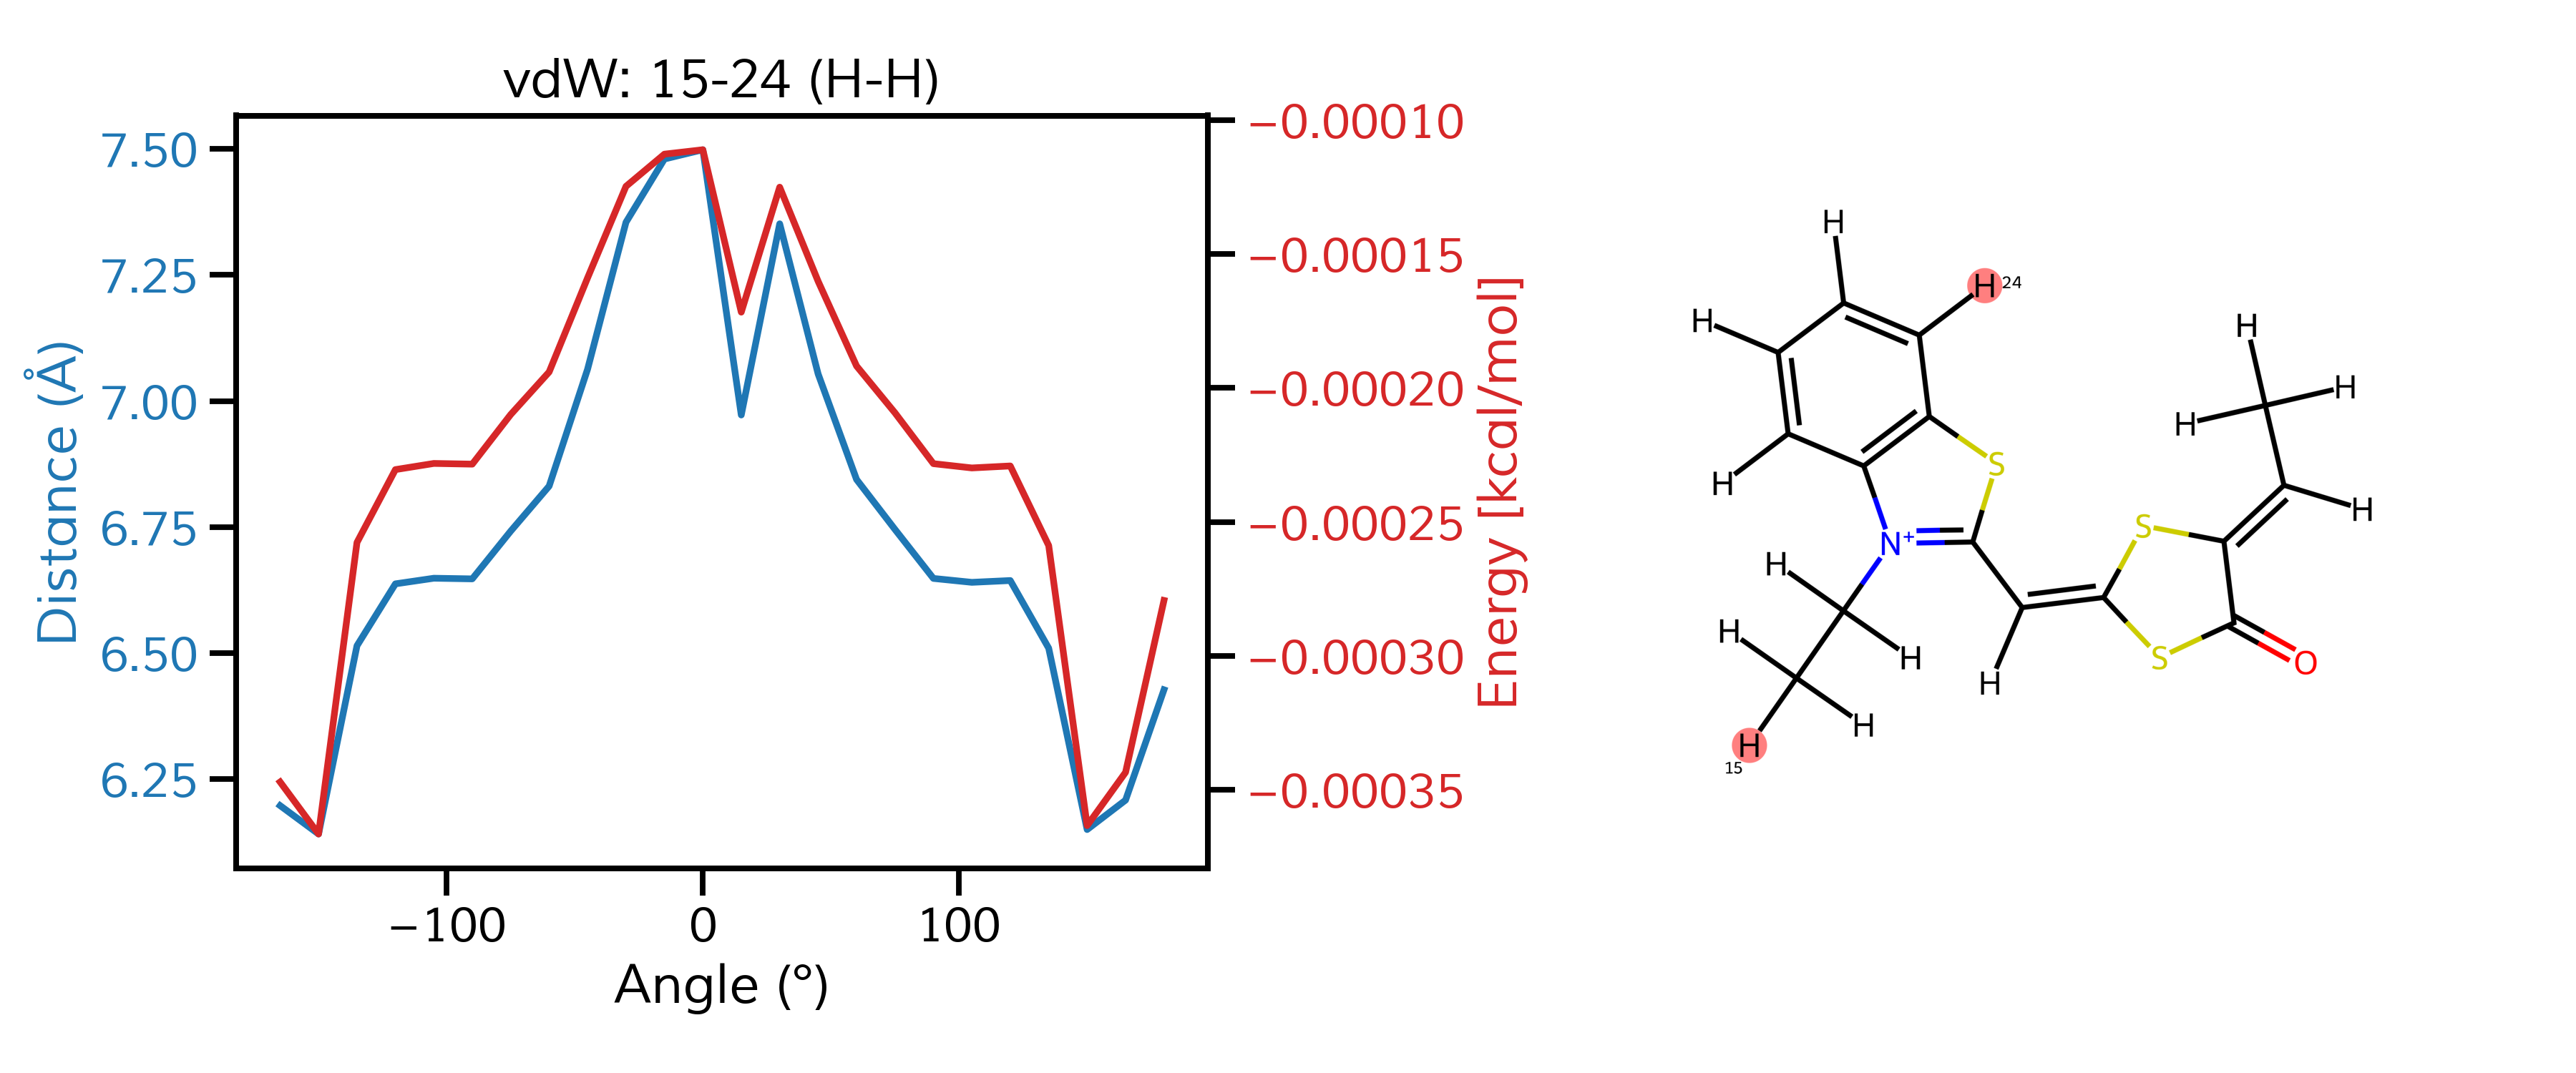 vdW: 15-24 (H-H)
7.50
7.25
7.00
6.75
6.50
6.25
Distance (Å)
−100
0
100
Angle (°)
−0.00010
−0.00015
−0.00020
−0.00025
−0.00030
−0.00035
Energy [kcal/mol]
H
H 24
H
H
H
H
H
H
S
S
H
N+
H
H
H
S
O
H
H
H
15